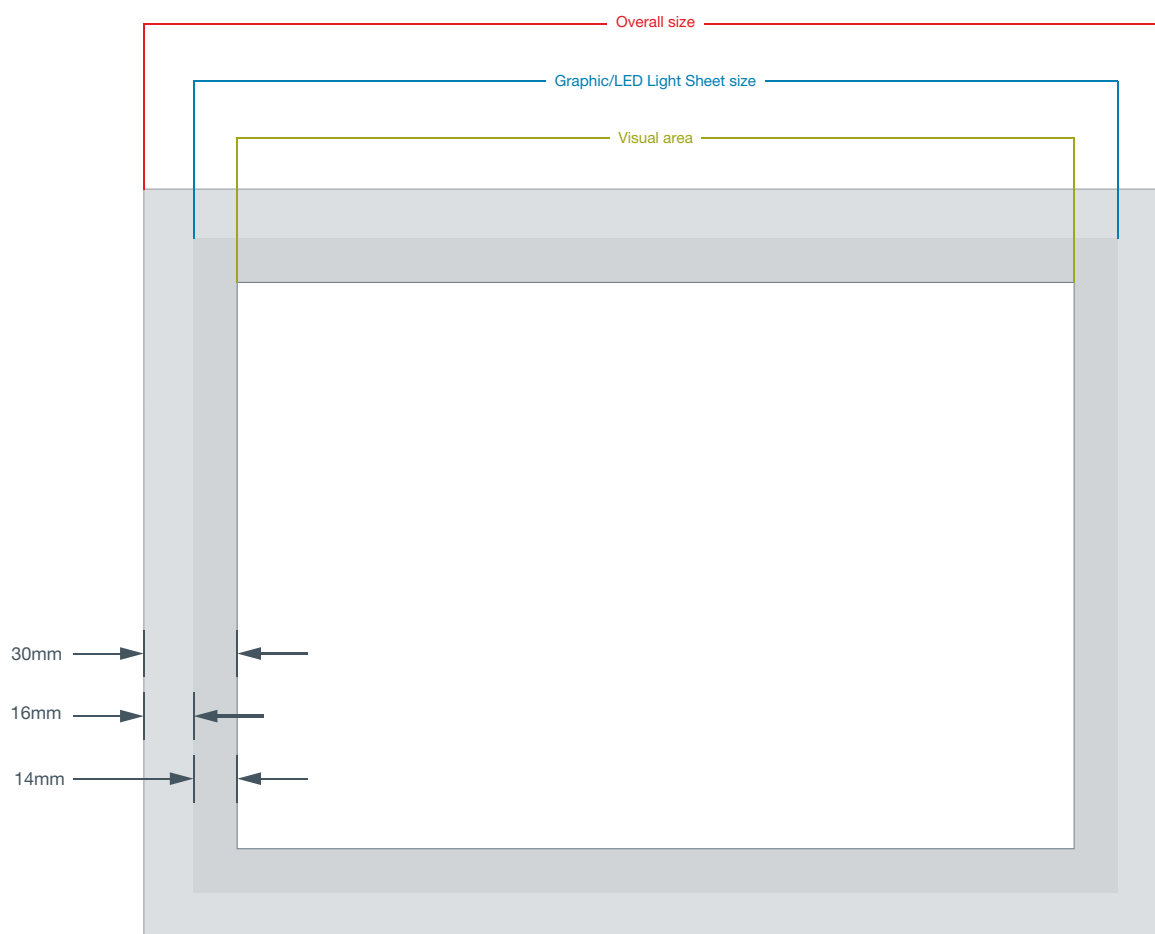 Overall size
Graphic/LED Light Sheet size
Visual area
30mm
16mm
14mm